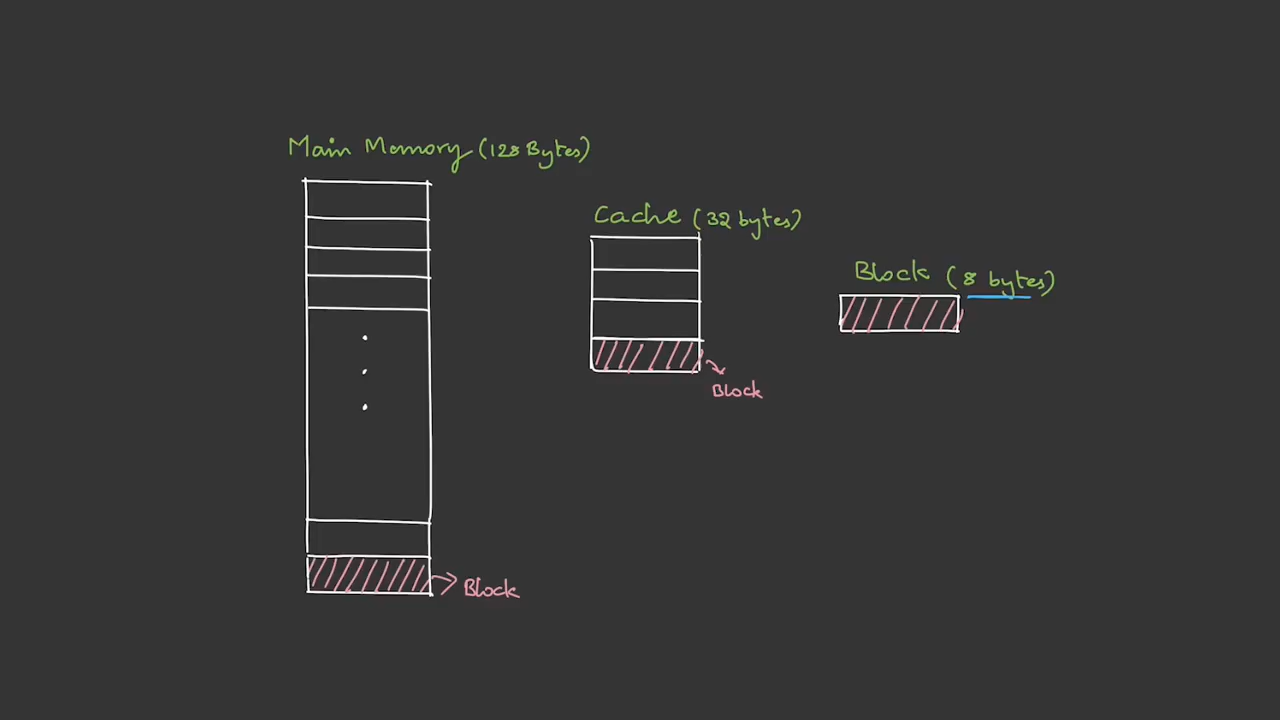 Main Memory (128 Bytes)
Cache (32 bytes)
Block (8 bytes)
Block
Block